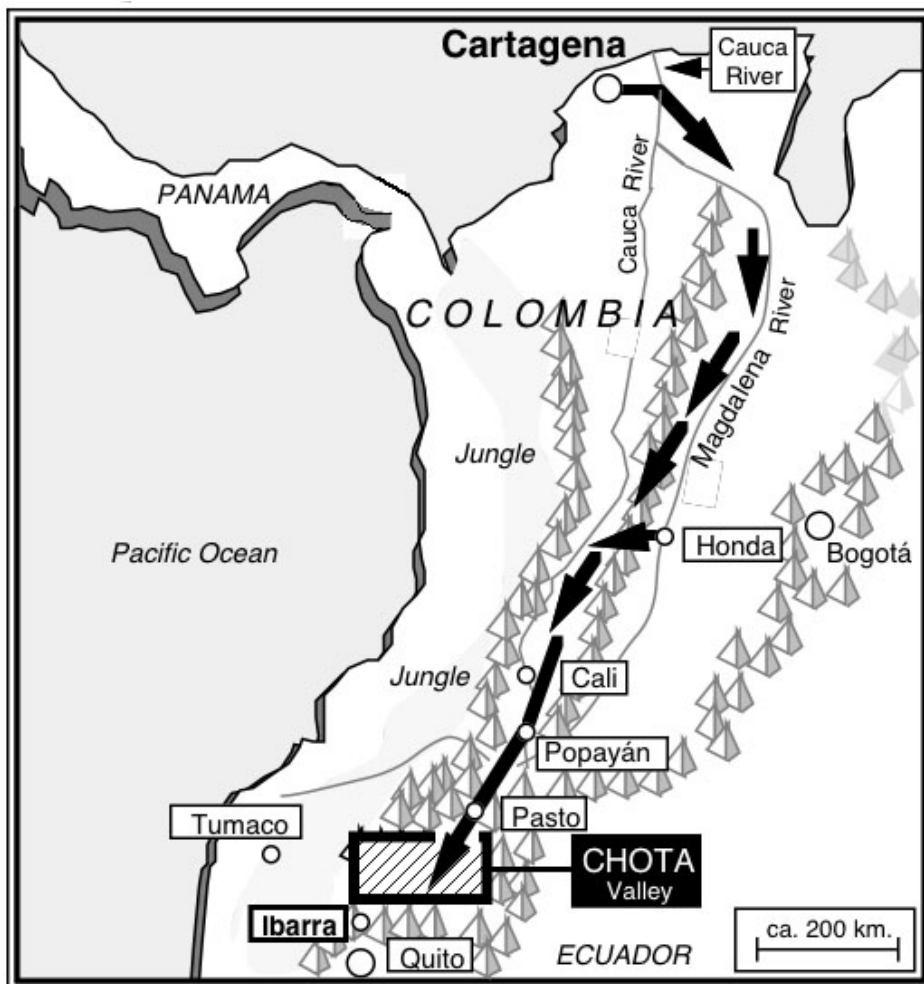 Cartagena
Cauca
River
PANAMA
Cauca River
COLOMBIA
Magdalena River
Jungle
Pacific Ocean
Honda
Bogotá
Jungle
Cali
Popayán
Tumaco
Pasto
CHOTA
Valley
Ibarra
Quito
ECUADOR
ca. 200 km.